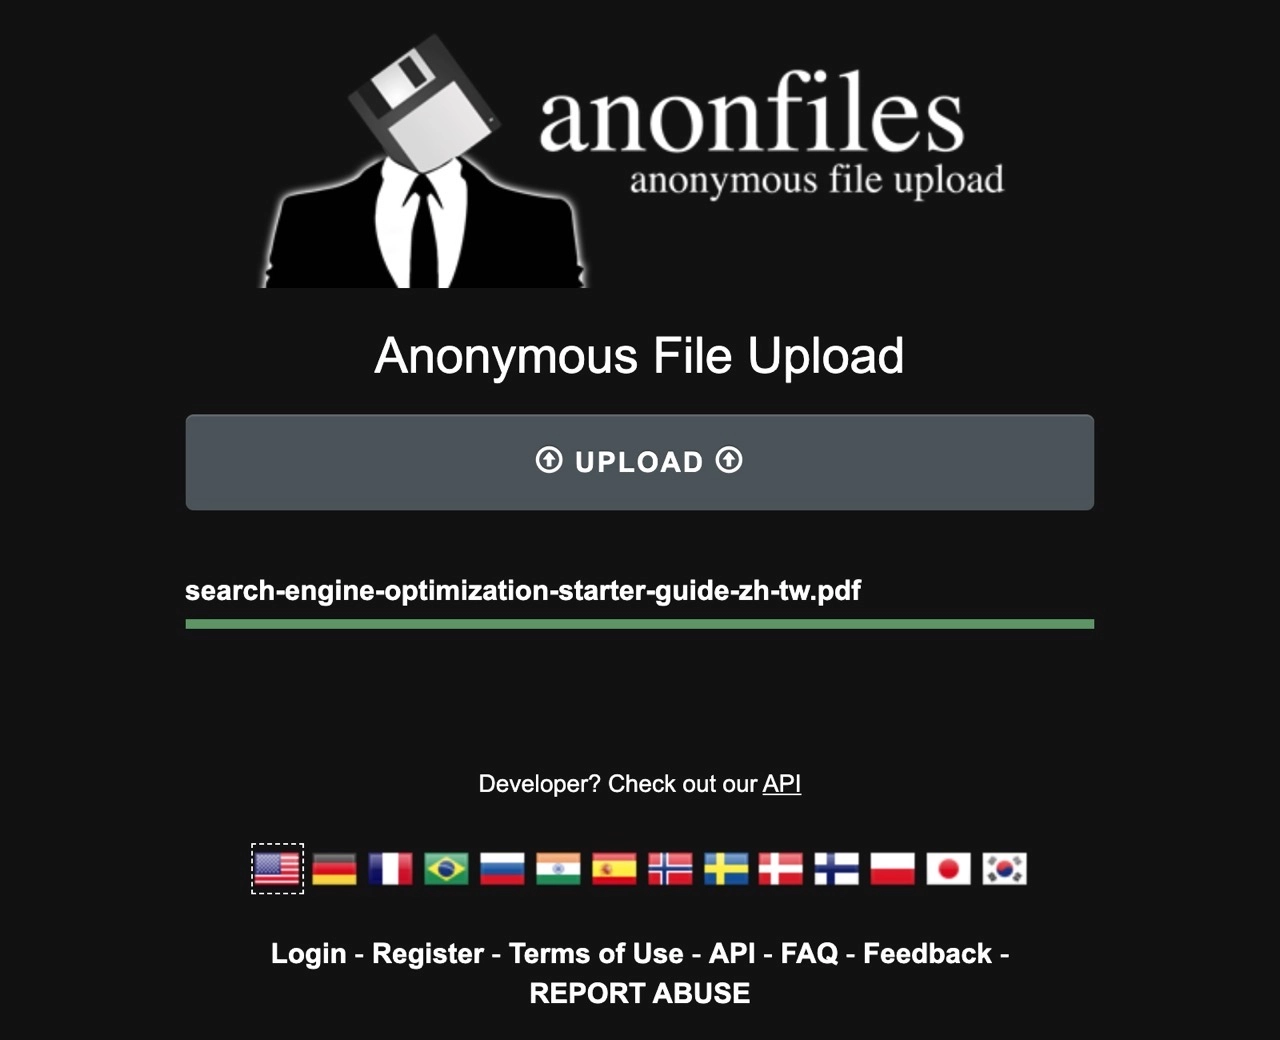 anonfiles
anonymous file upload
Anonymous File Upload
UPLOAD
search-engine-optimization-starter-guide-zh-tw.pdf
Developer? Check out our API
Login - Register - Terms of Use - API - FAQ - Feedback -
REPORT ABUSE